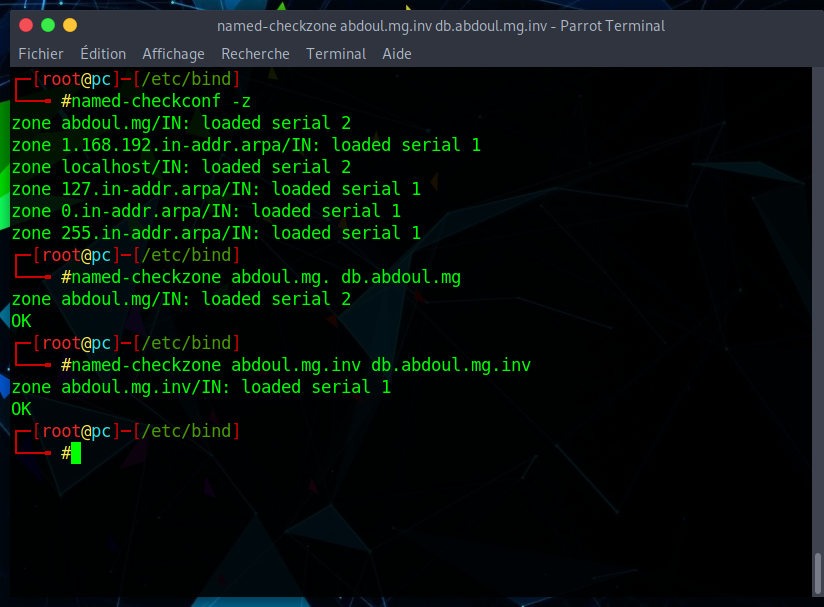 named-checkzone abdoul.mg.inv db.abdoul.mg.inv - Parrot Terminal
Fichier Édition Affichage Recherche Terminal Aide
┌─[root@pc]─[/etc/bind]
└──╼ #named-checkconf -z
zone abdoul.mg/IN: loaded serial 2
zone 1.168.192.in-addr.arpa/IN: loaded serial 1
zone localhost/IN: loaded serial 2
zone 127.in-addr.arpa/IN: loaded serial 1
zone 0.in-addr.arpa/IN: loaded serial 1
zone 255.in-addr.arpa/IN: loaded serial 1
┌─[root@pc]─[/etc/bind]
└──╼ #named-checkzone abdoul.mg. db.abdoul.mg
zone abdoul.mg/IN: loaded serial 2
OK
┌─[root@pc]─[/etc/bind]
└──╼ #named-checkzone abdoul.mg.inv db.abdoul.mg.inv
zone abdoul.mg.inv/IN: loaded serial 1
OK
┌─[root@pc]─[/etc/bind]
└──╼ #